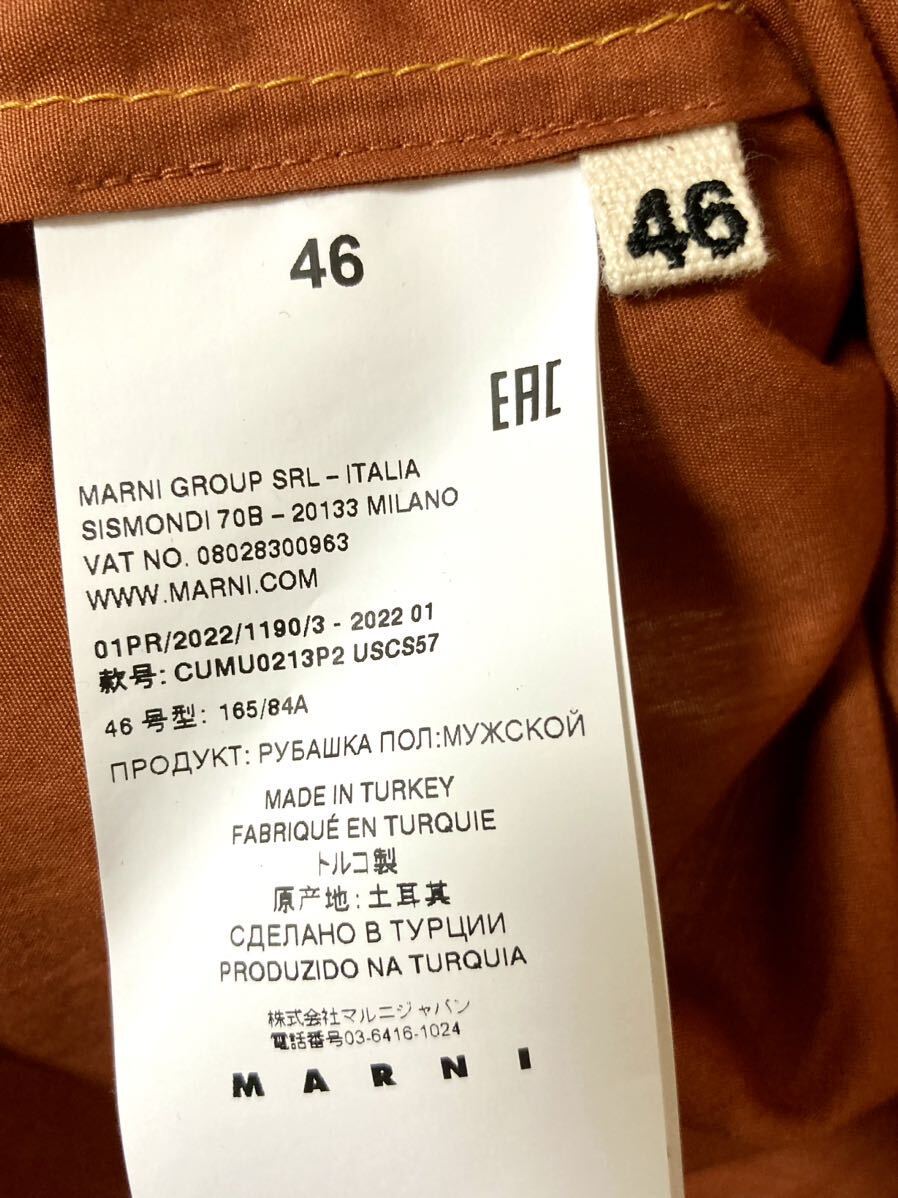 46
46
EAC
MARNI GROUP SRL – ITALIA
SISMONDI 70B – 20133 MILANO
VAT NO. 08028300963
WWW.MARNI.COM
01PR/2022/1190/3 - 2022 01
款号: CUMU0213P2 USCS57
46 号型: 165/84A
ПРОДУКТ: РУБАШКА ПОЛ:МУЖСКОЙ
MADE IN TURKEY
FABRIQUÉ EN TURQUIE
トルコ製
原产地: 土耳其
СДЕЛАНО В ТУРЦИИ
PRODUZIDO NA TURQUIA
株式会社マルニジャパン
電話番号03-6416-1024
MARNI